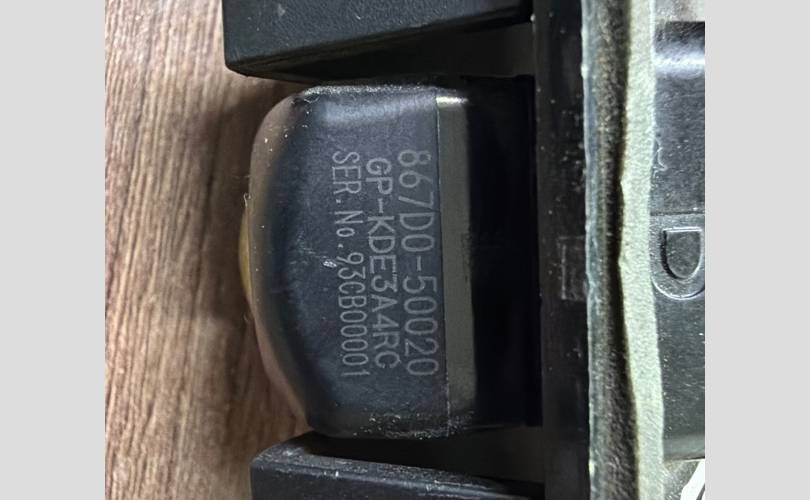 867D0-50020
GP-KDE3A4RC
SER.No.93CB00001
D